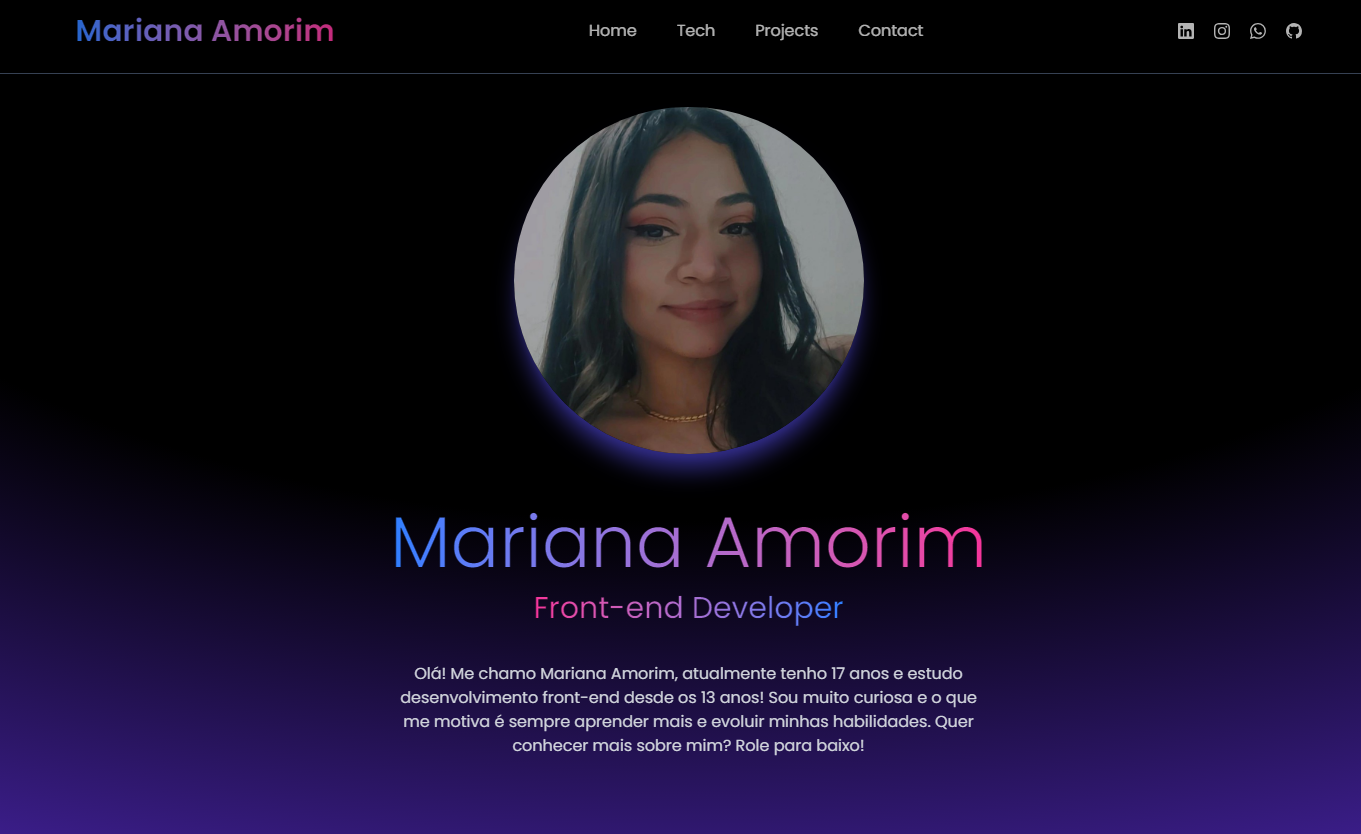 Mariana Amorim
Home Tech Projects Contact
Mariana Amorim
Front-end Developer
Olá! Me chamo Mariana Amorim, atualmente tenho 17 anos e estudo
desenvolvimento front-end desde os 13 anos! Sou muito curiosa e o que
me motiva é sempre aprender mais e evoluir minhas habilidades. Quer
conhecer mais sobre mim? Role para baixo!